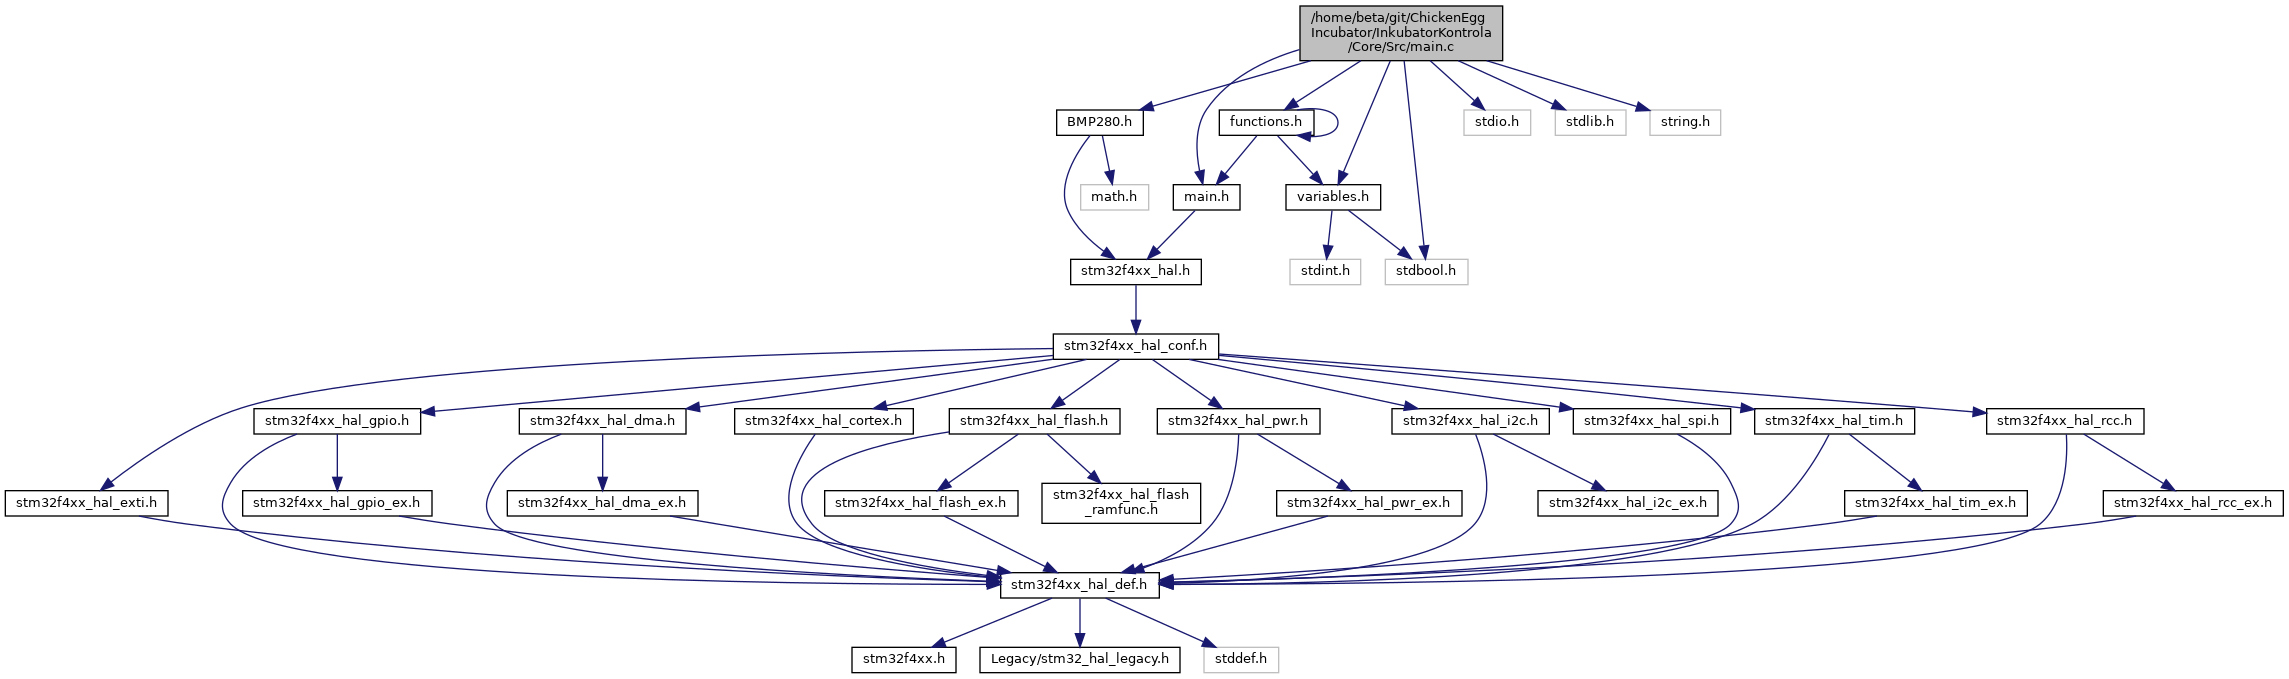 /home/beta/git/ChickenEgg
Incubator/InkubatorKontrola
/Core/Src/main.c
BMP280.h
functions.h
stdio.h
stdlib.h
string.h
math.h
main.h
variables.h
stm32f4xx_hal.h
stdint.h
stdbool.h
stm32f4xx_hal_conf.h
stm32f4xx_hal_gpio.h
stm32f4xx_hal_dma.h
stm32f4xx_hal_cortex.h
stm32f4xx_hal_flash.h
stm32f4xx_hal_pwr.h
stm32f4xx_hal_i2c.h
stm32f4xx_hal_spi.h
stm32f4xx_hal_tim.h
stm32f4xx_hal_rcc.h
stm32f4xx_hal_exti.h
stm32f4xx_hal_gpio_ex.h
stm32f4xx_hal_dma_ex.h
stm32f4xx_hal_flash_ex.h
stm32f4xx_hal_flash
_ramfunc.h
stm32f4xx_hal_pwr_ex.h
stm32f4xx_hal_i2c_ex.h
stm32f4xx_hal_tim_ex.h
stm32f4xx_hal_rcc_ex.h
stm32f4xx_hal_def.h
stm32f4xx.h
Legacy/stm32_hal_legacy.h
stddef.h